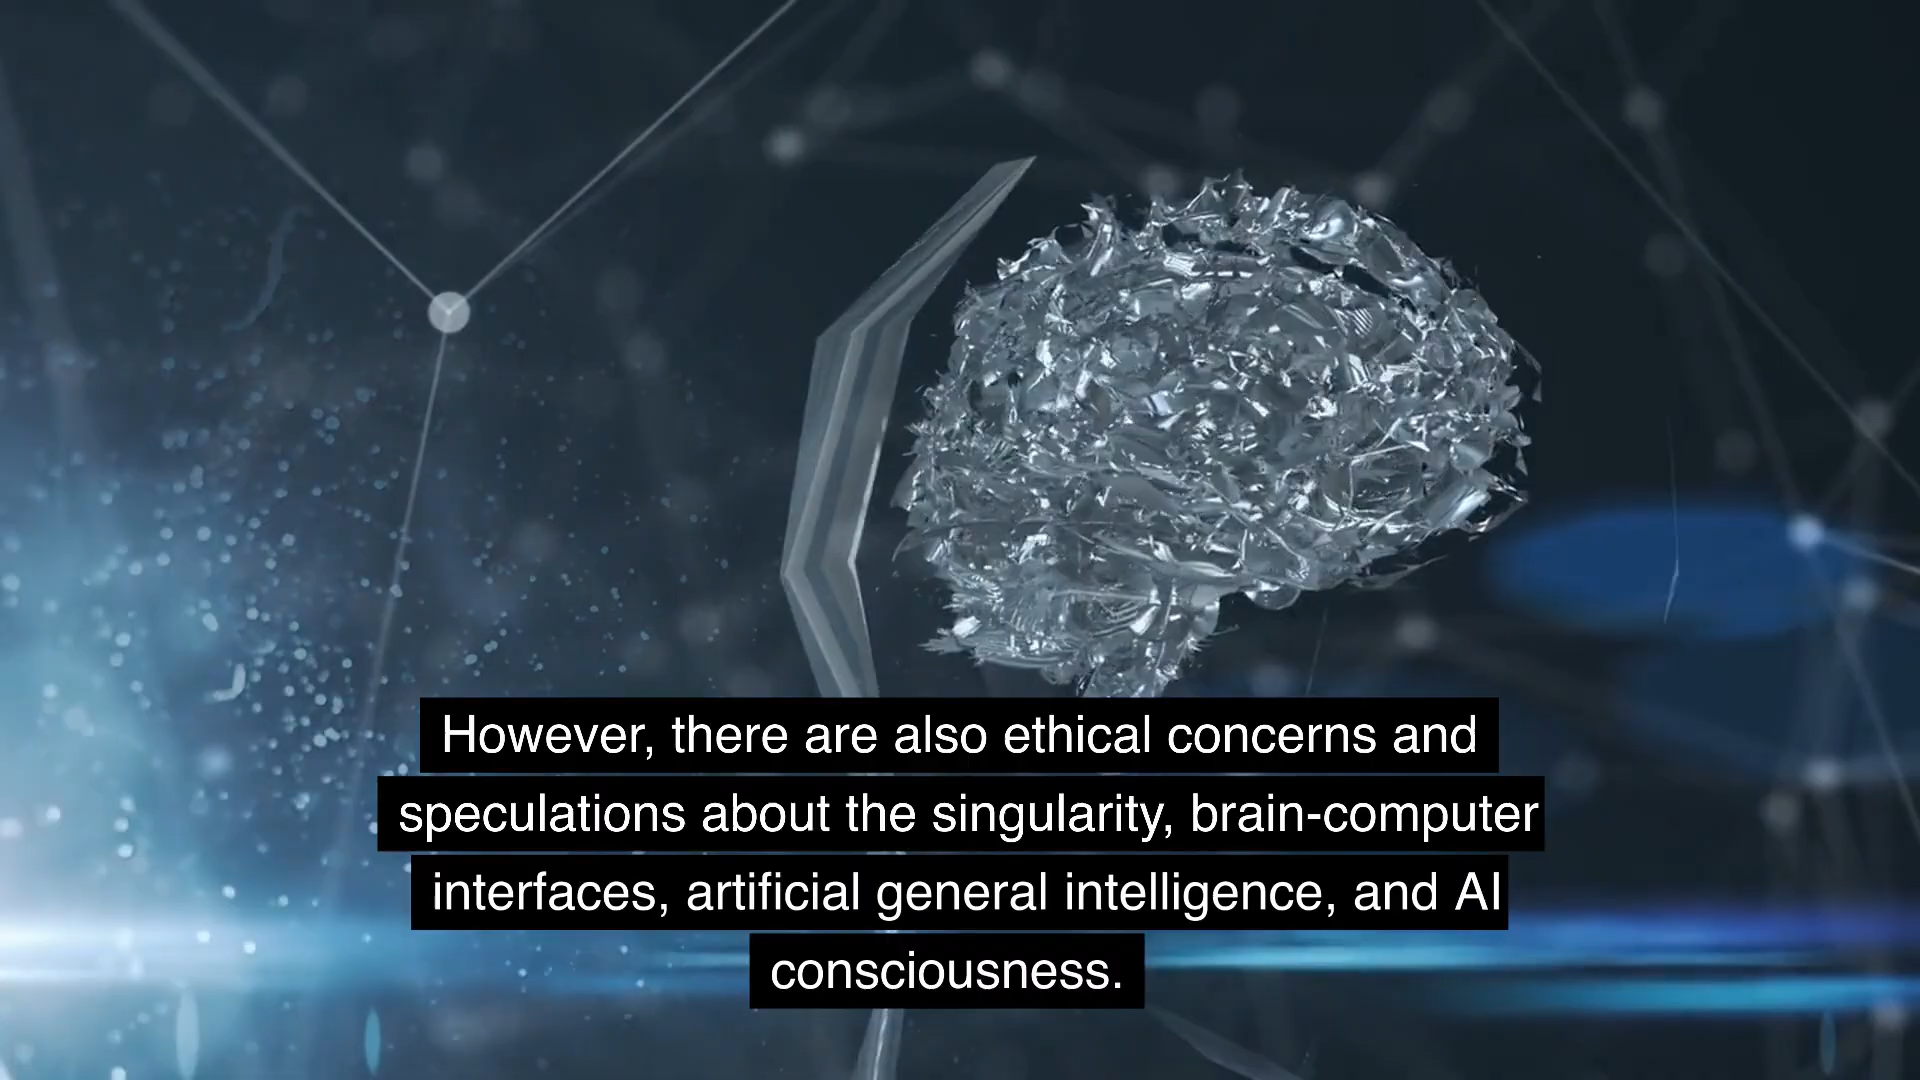 However, there are also ethical concerns and
speculations about the singularity, brain-computer
interfaces, artificial general intelligence, and AI
consciousness.